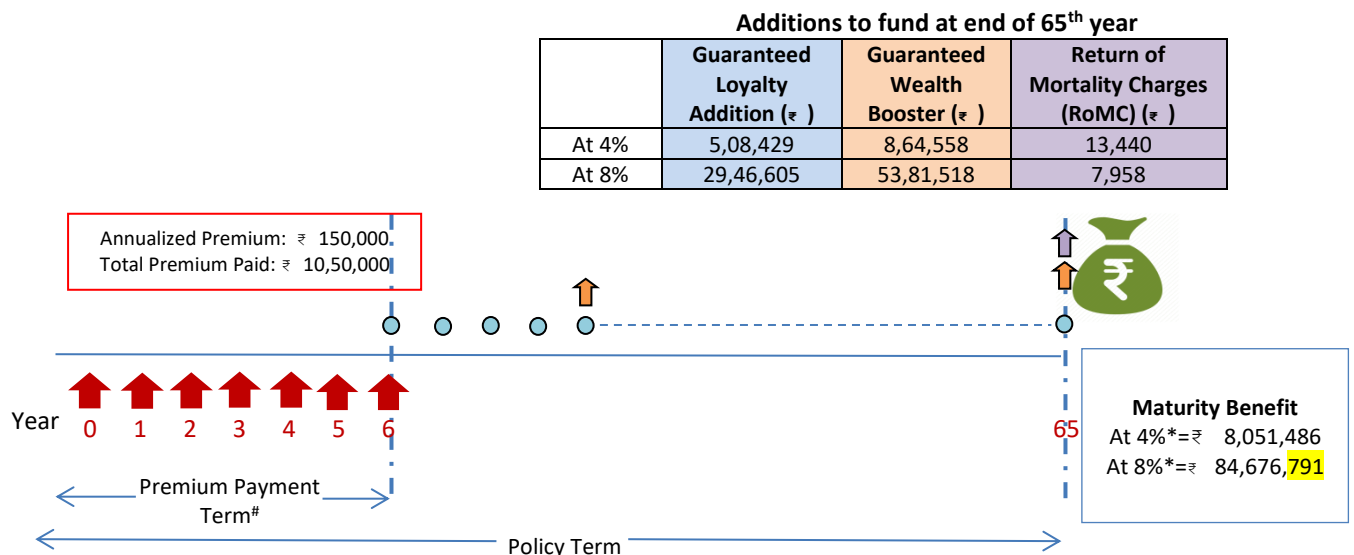 Additions to fund at end of 65th year
Guaranteed Loyalty Addition (₹ )
Guaranteed Wealth Booster (₹ )
Return of Mortality Charges (RoMC) (₹ )
At 4% 5,08,429 8,64,558 13,440
At 8% 29,46,605 53,81,518 7,958
Annualized Premium: ₹ 150,000
Total Premium Paid: ₹ 10,50,000
₹
Year 0 1 2 3 4 5 6 65
Premium Payment
Term#
Policy Term
Maturity Benefit
At 4%*=₹ 8,051,486
At 8%*=₹ 84,676,791